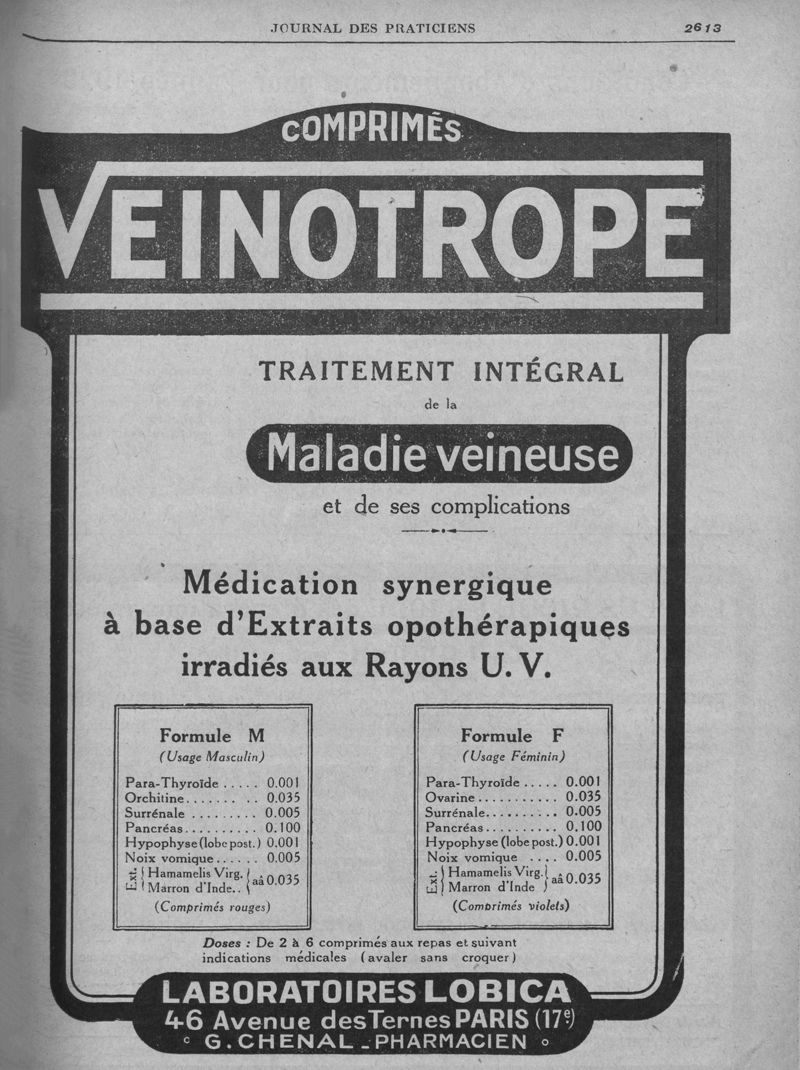 JOURNAL DES PRATICIENS 2613
COMPRIMÉS
VEINOTROPE
TRAITEMENT INTÉGRAL
de la
Maladie veineuse
et de ses complications
Médication synergique
à base d'Extraits opothérapiques
irradiés aux Rayons U. V.
Formule M
(Usage Masculin)
Para-Thyroïde ..... 0.001
Orchitine....... .. 0.035
Surrénale ......... 0.005
Pancréas.......... 0.100
Hypophyse (lobe post.) 0.001
Noix vomique...... 0.005
Ext. { Hamamelis Virg. } aã 0.035
Marron d'Inde..
(Comprimés rouges)
Formule F
(Usage Féminin)
Para-Thyroïde ..... 0.001
Ovarine........... 0.035
Surrénale.......... 0.005
Pancréas.......... 0.100
Hypophyse (lobe post.) 0.001
Noix vomique .... 0.005
Ext. { Hamamelis Virg. } aã 0.035
Marron d'Inde
(Comprimés violets)
Doses : De 2 à 6 comprimés aux repas et suivant
indications médicales (avaler sans croquer)
LABORATOIRES LOBICA
46 Avenue des Ternes PARIS (17e)
G. CHENAL _ PHARMACIEN